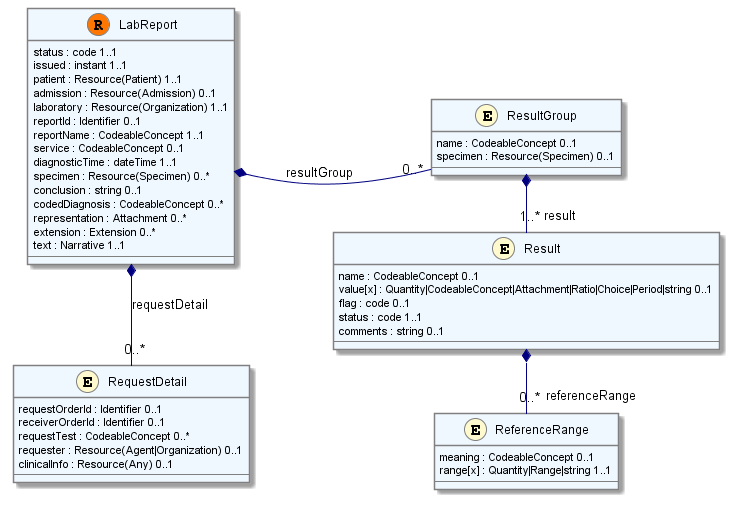 R LabReport
status : code 1..1
issued : instant 1..1
patient : Resource(Patient) 1..1
admission : Resource(Admission) 0..1
laboratory : Resource(Organization) 1..1
reportId : Identifier 0..1
reportName : CodeableConcept 1..1
service : CodeableConcept 0..1
diagnosticTime : dateTime 1..1
specimen : Resource(Specimen) 0..*
conclusion : string 0..1
codedDiagnosis : CodeableConcept 0..*
representation : Attachment 0..*
extension : Extension 0..*
text : Narrative 1..1
resultGroup
0..*
E ResultGroup
name : CodeableConcept 0..1
specimen : Resource(Specimen) 0..1
1..* result
E Result
name : CodeableConcept 0..1
value[x] : Quantity|CodeableConcept|Attachment|Ratio|Choice|Period|string 0..1
flag : code 0..1
status : code 1..1
comments : string 0..1
requestDetail
0..*
E RequestDetail
requestOrderId : Identifier 0..1
receiverOrderId : Identifier 0..1
requestTest : CodeableConcept 0..*
requester : Resource(Agent|Organization) 0..1
clinicalInfo : Resource(Any) 0..1
0..* referenceRange
E ReferenceRange
meaning : CodeableConcept 0..1
range[x] : Quantity|Range|string 1..1